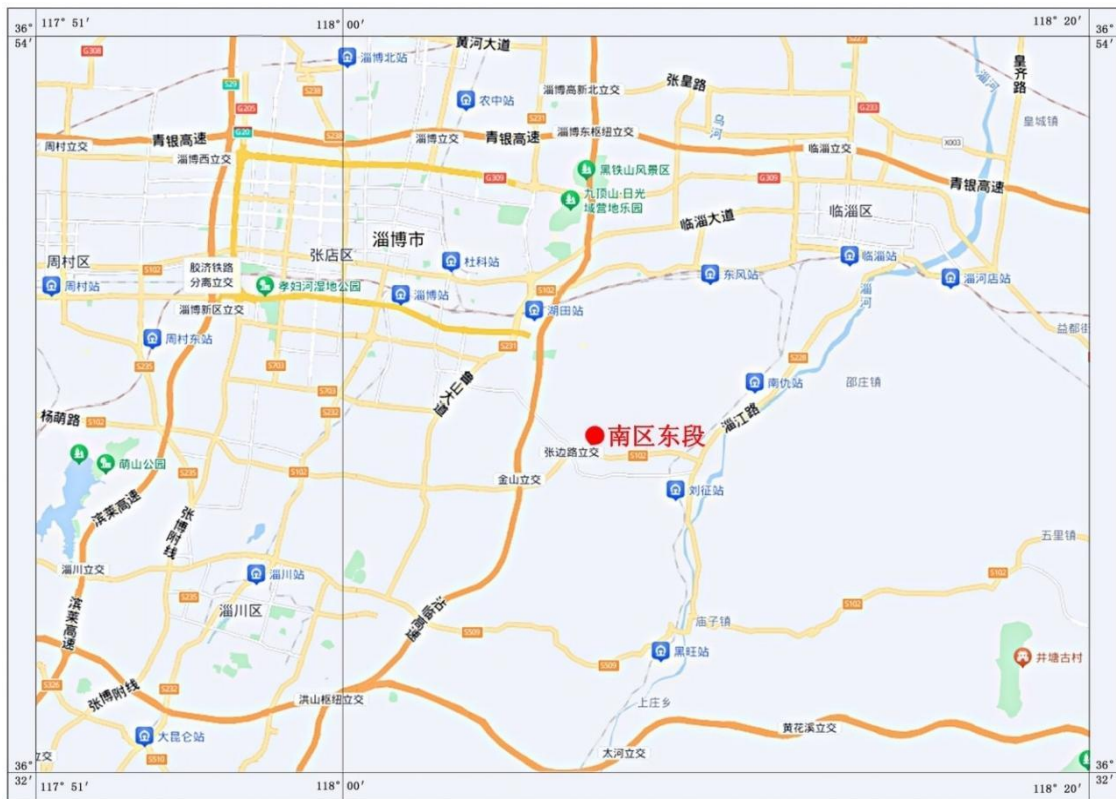 117° 51′
118° 00′
118° 20′
36°
54′
36°
54′
黄河大道
G308
淄博北站
S29
G205
S238
农中站
淄博高新北立交
张皇路
S227
淄河
皇齐路
G233
乌河
皇城镇
周村立交
青银高速
G20
S238
淄博立交
青银高速
S231
淄博东枢纽立交
临淄立交
X003
淄博西立交
G309
黑铁山风景区
G309
青银高速
九顶山·日光
域营地乐园
临淄大道
临淄区
淄博市
周村区
S102
胶济铁路
分离立交
张店区
杜科站
东风站
临淄站
淄河店站
周村站
孝妇河湿地公园
淄博站
S102
淄河
淄博新区立交
湖田站
周村东站
S231
S228
益都街
S235
S703
鲁山大道
南仇站
邵庄镇
S703
S232
杨萌路
S102
淄江路
南区东段
张边路立交
S102
萌山公园
S235
金山立交
刘征站
滨莱高速
张博附线
五里镇
淄川立交
淄川站
S102
S235
滨莱高速
淄川区
沾临高速
S102
庙子镇
S509
黑旺站
井塘古村
S509
S326
张博附线
S232
洪山枢纽立交
上庄乡
大昆仑站
黄花溪立交
立交
S510
太河立交
36°
32′
36°
32′
117° 51′
118° 00′
118° 20′